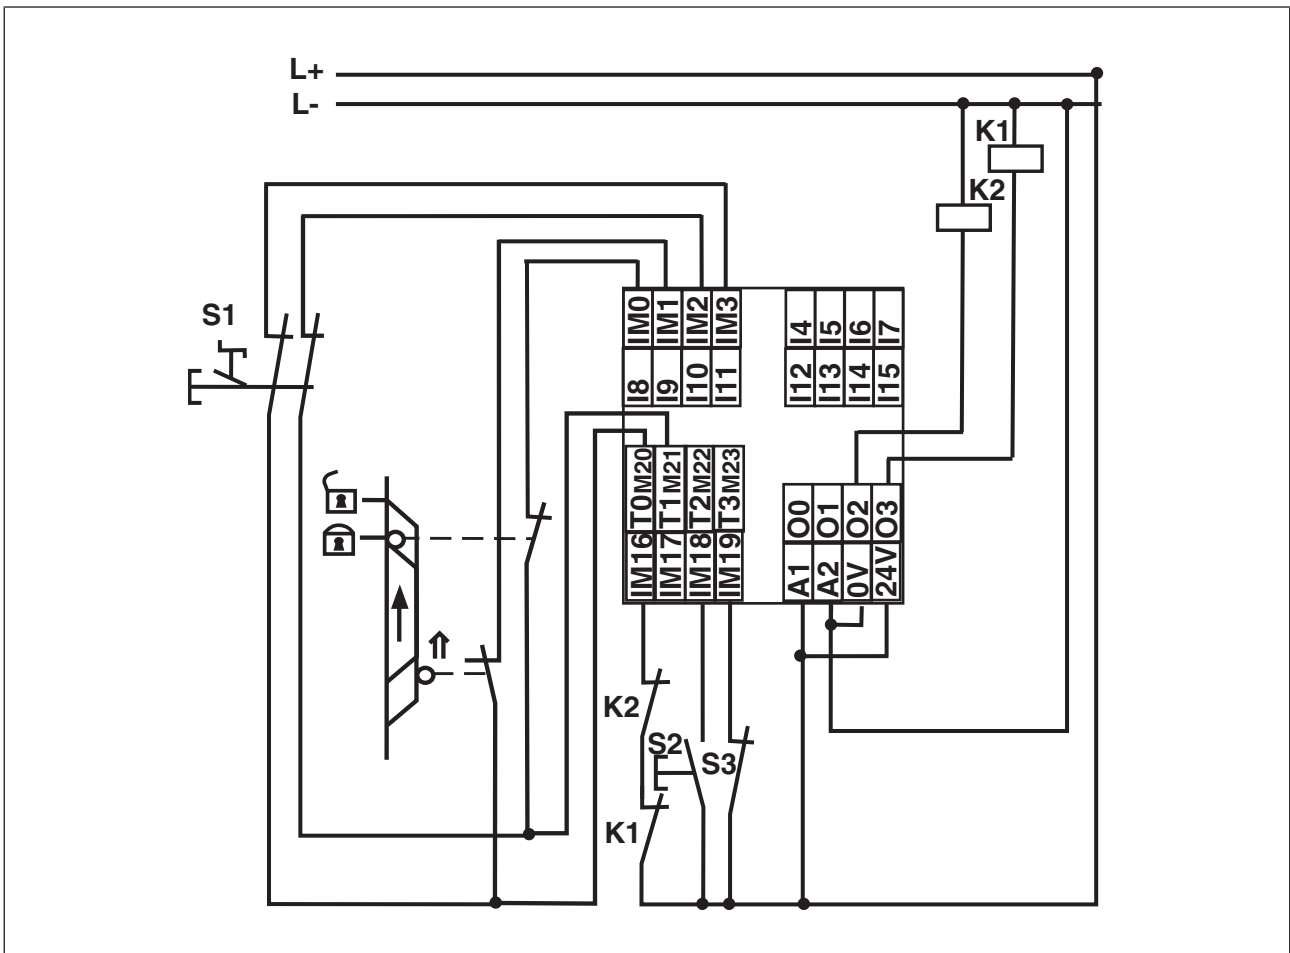 L+
L-
K1
K2
S1
IM0 IM1 IM2 IM3
I4 I5 I6 I7
I8 I9 I10 I11
I12 I13 I14 I15
T0M20 T1M21 T2M22 T3M23
O0 O1 O2 O3
IM16 IM17 IM18 IM19
A1 A2 0V 24V
K2
S2
S3
K1